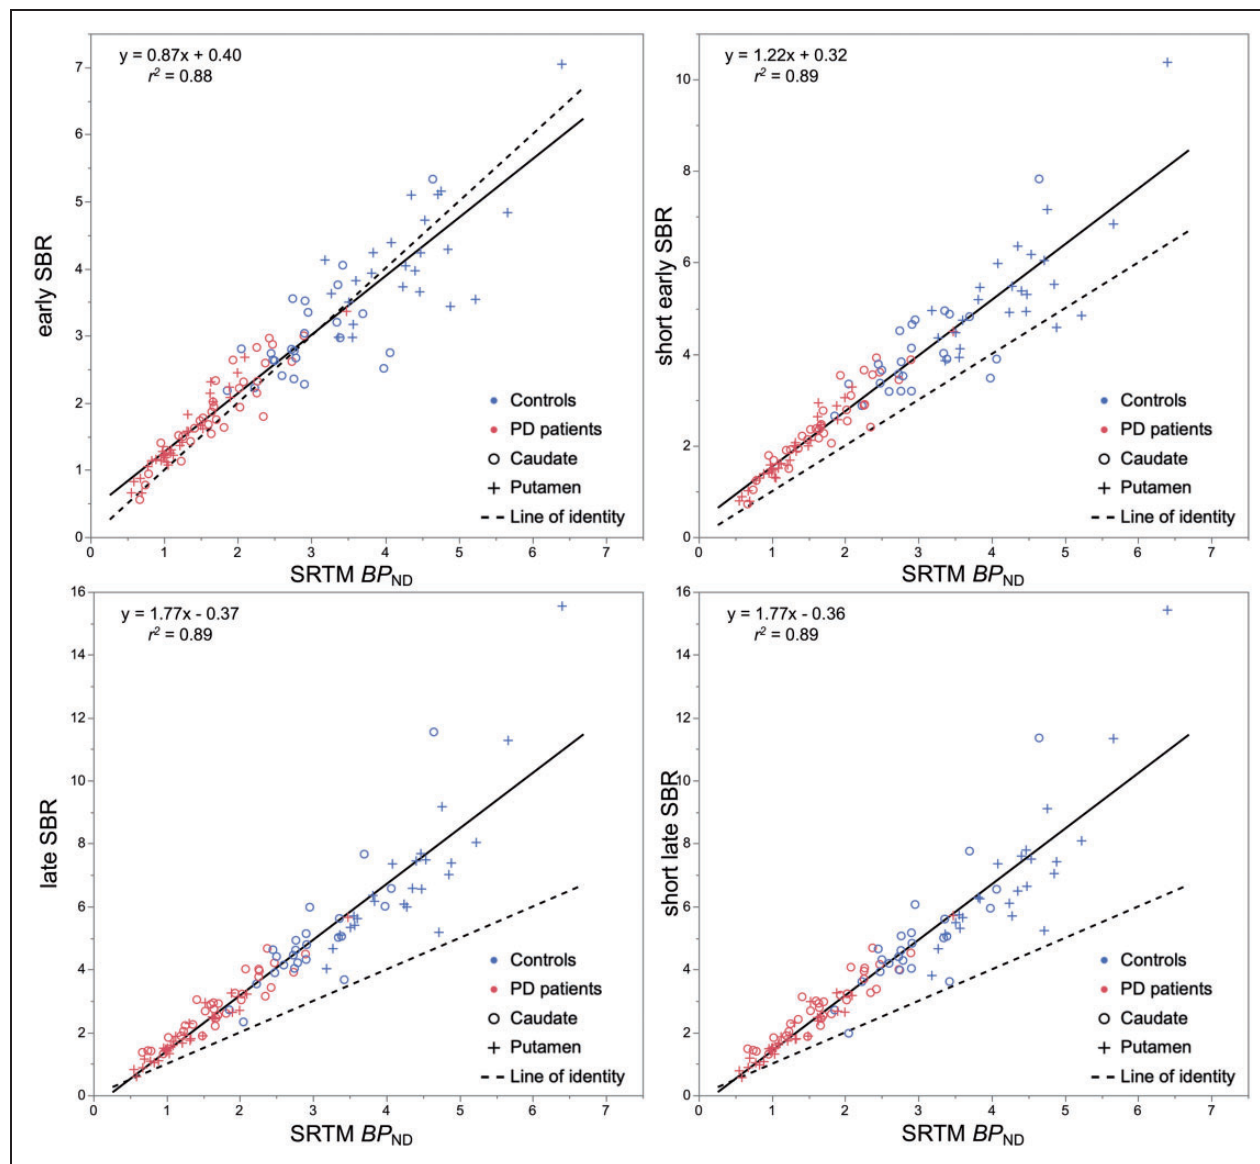 y = 0.87x + 0.40
r² = 0.88
7
6
5
4
3
2
1
0
early SBR
0 1 2 3 4 5 6 7
SRTM BP_ND
Controls
PD patients
Caudate
Putamen
Line of identity
y = 1.22x + 0.32
r² = 0.89
10
8
6
4
2
0
short early SBR
0 1 2 3 4 5 6 7
SRTM BP_ND
Controls
PD patients
Caudate
Putamen
Line of identity
y = 1.77x - 0.37
r² = 0.89
16
14
12
10
8
6
4
2
0
late SBR
0 1 2 3 4 5 6 7
SRTM BP_ND
Controls
PD patients
Caudate
Putamen
Line of identity
y = 1.77x - 0.36
r² = 0.89
16
14
12
10
8
6
4
2
0
short late SBR
0 1 2 3 4 5 6 7
SRTM BP_ND
Controls
PD patients
Caudate
Putamen
Line of identity